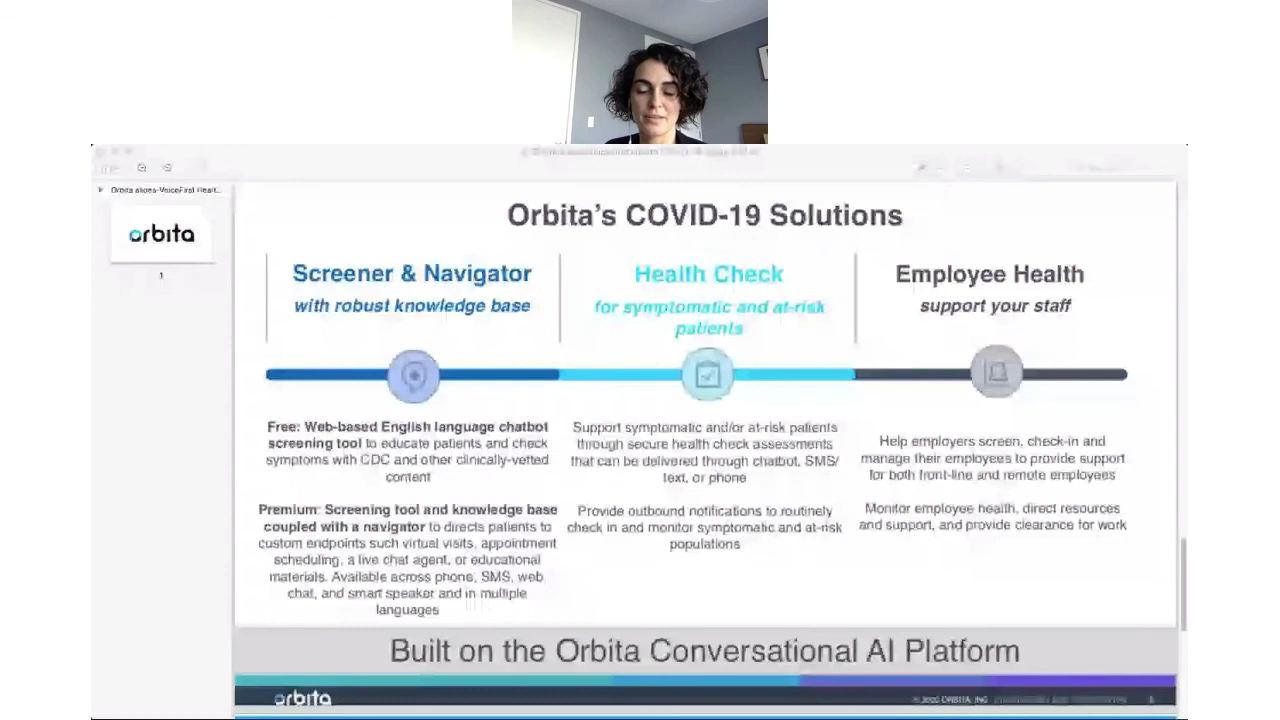 Orbita slides-VoiceFirst Healt...
orbita
1
Orbita's COVID-19 Solutions
Screener & Navigator
with robust knowledge base
Health Check
for symptomatic and at-risk
patients
Employee Health
support your staff
Free: Web-based English language chatbot
screening tool to educate patients and check
symptoms with CDC and other clinically-vetted
content
Premium: Screening tool and knowledge base
coupled with a navigator to directs patients to
custom endpoints such virtual visits, appointment
scheduling, a live chat agent, or educational
materials. Available across phone, SMS, web
chat, and smart speaker and in multiple
languages
Support symptomatic and/or at-risk patients
through secure health check assessments
that can be delivered through chatbot, SMS/
text, or phone
Provide outbound notifications to routinely
check in and monitor symptomatic and at-risk
populations
Help employers screen, check-in and
manage their employees to provide support
for both front-line and remote employees
Monitor employee health, direct resources
and support, and provide clearance for work
Built on the Orbita Conversational AI Platform
orbita
© 2020 ORBITA, INC